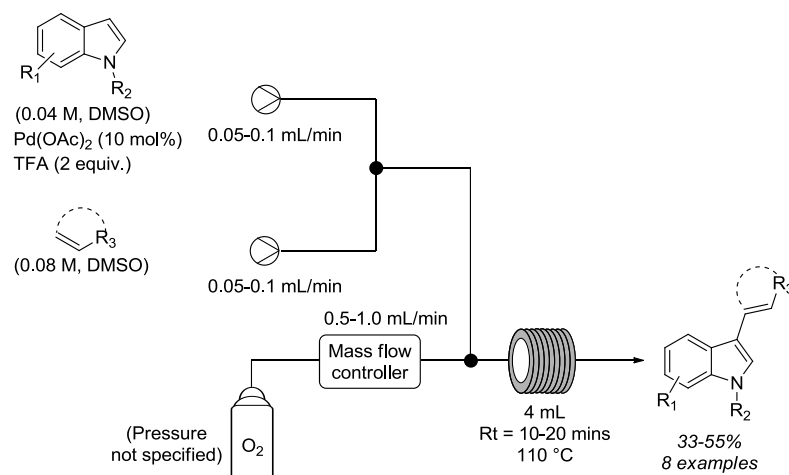 R1
N
R2
(0.04 M, DMSO)
Pd(OAc)2 (10 mol%)
TFA (2 equiv.)
0.05-0.1 mL/min
R3
(0.08 M, DMSO)
0.05-0.1 mL/min
0.5-1.0 mL/min
Mass flow
controller
(Pressure
not specified)
O2
4 mL
Rt = 10-20 mins
110 °C
R3
R1
N
R2
33-55%
8 examples